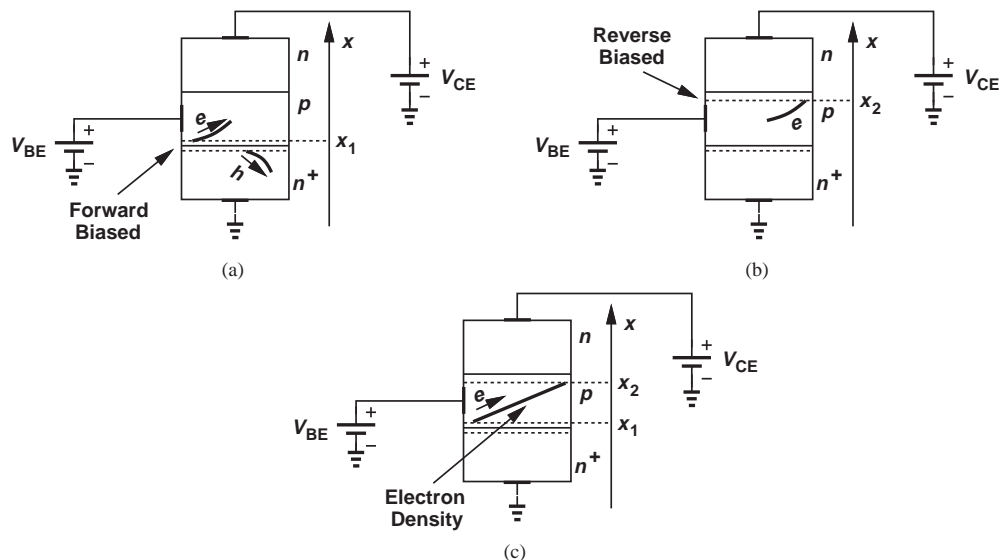 x
n
+
V_CE
−
e
p
+
V_BE
−
x_1
h
n^+
Forward
Biased
(a)
Reverse
Biased
x
n
+
V_CE
−
x_2
p
e
+
V_BE
−
n^+
(b)
x
n
+
V_CE
−
x_2
e
p
+
V_BE
−
x_1
n^+
Electron
Density
(c)